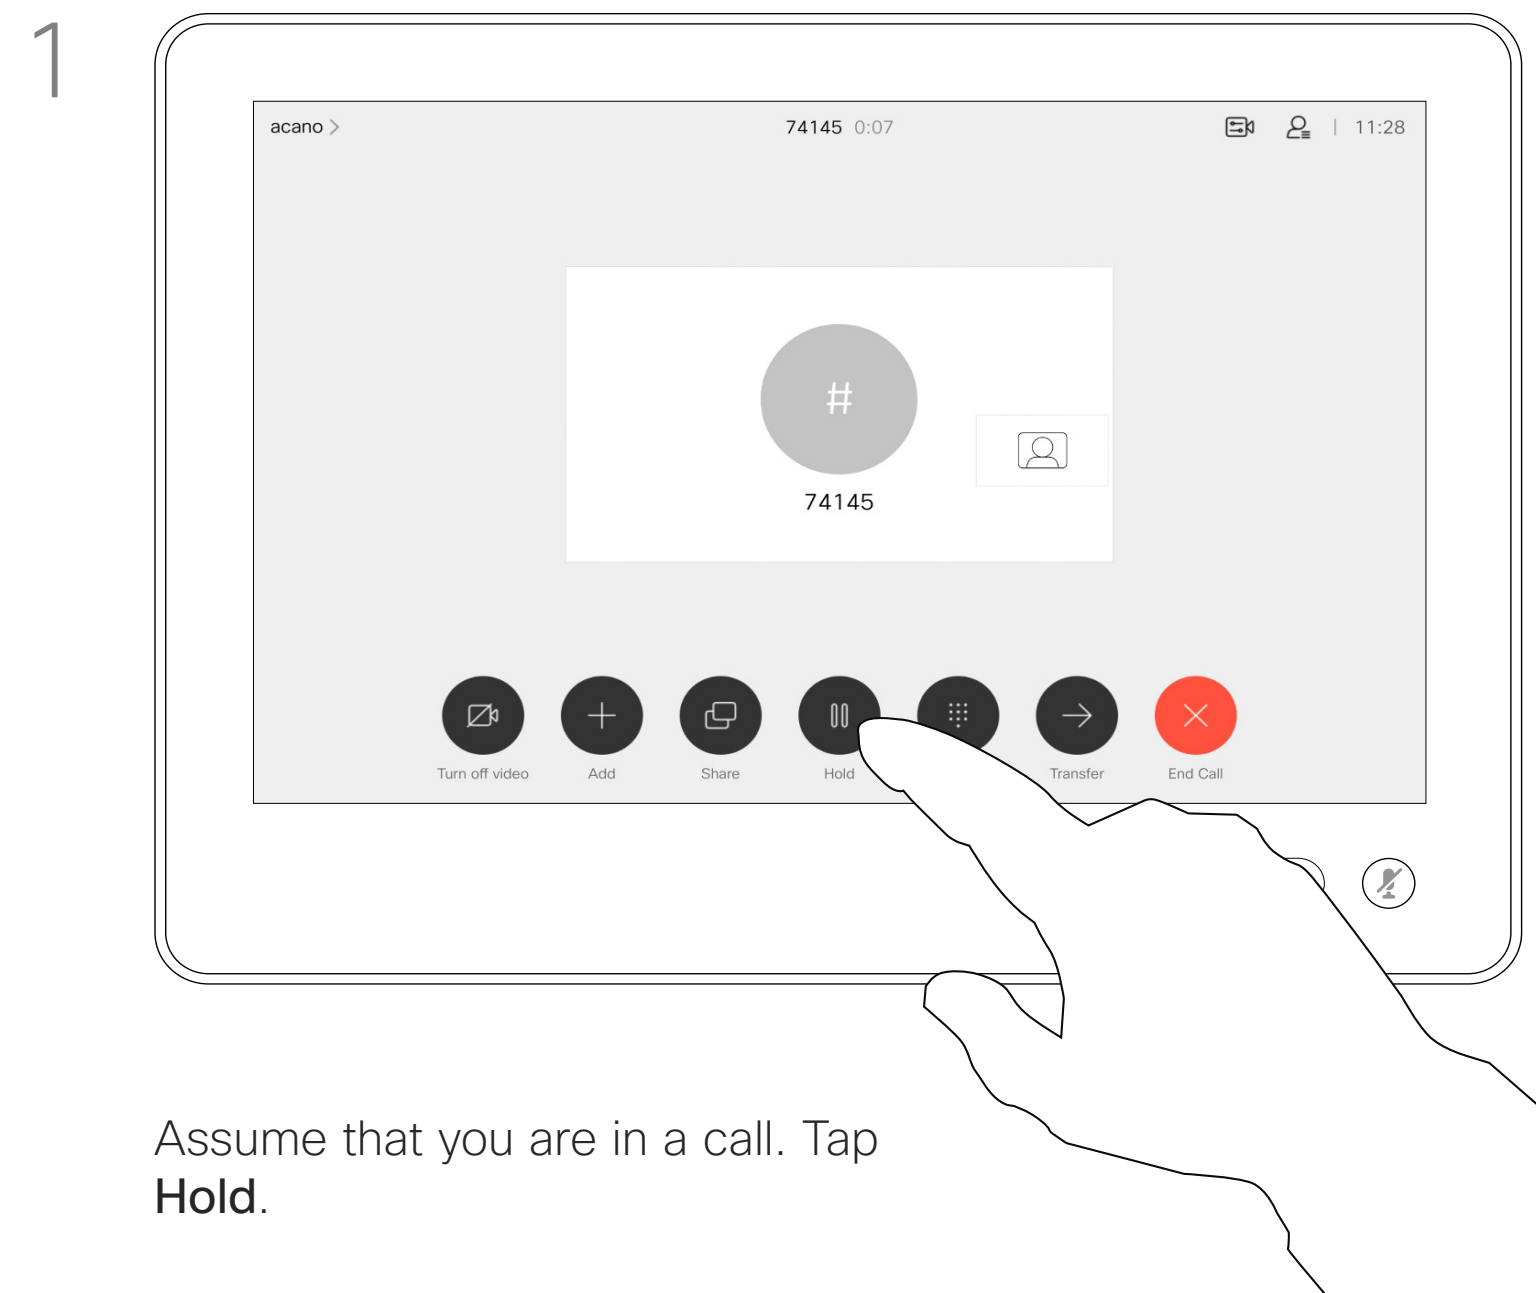 1
acano
74145 0:07
11:28
#
74145
Turn off video
Add
Share
Hold
Transfer
End Call
Assume that you are in a call. Tap
Hold.